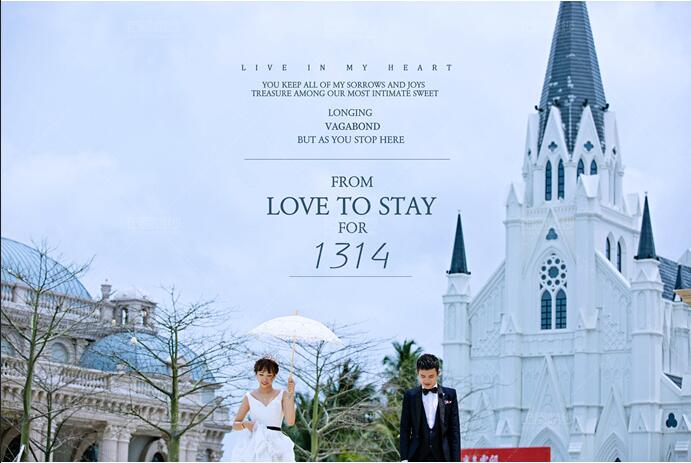 LIVE IN MY HEART
YOU KEEP ALL OF MY SORROWS AND JOYS
TREASURE AMONG OUR MOST INTIMATE SWEET
LONGING
VAGABOND
BUT AS YOU STOP HERE
FROM
LOVE TO STAY
FOR
1314